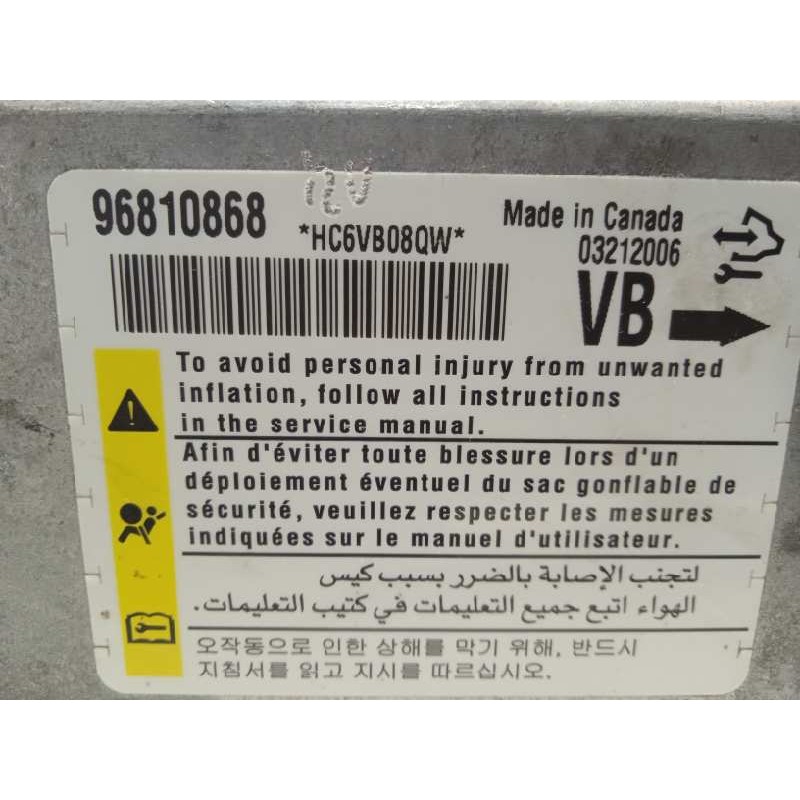 96810868
*HC6VB08QW*
Made in Canada
03212006
VB
To avoid personal injury from unwanted
inflation, follow all instructions
in the service manual.
Afin d'éviter toute blessure lors d'un
déploiement éventuel du sac gonflable de
sécurité, veuillez respecter les mesures
indiquées sur le manuel d'utilisateur.
لتجنب الإصابة بالضرر بسبب كيس
الهواء اتبع جميع التعليمات في كتيب التعليمات.
오작동으로 인한 상해를 막기 위해, 반드시
지침서를 읽고 지시를 따르십시오.